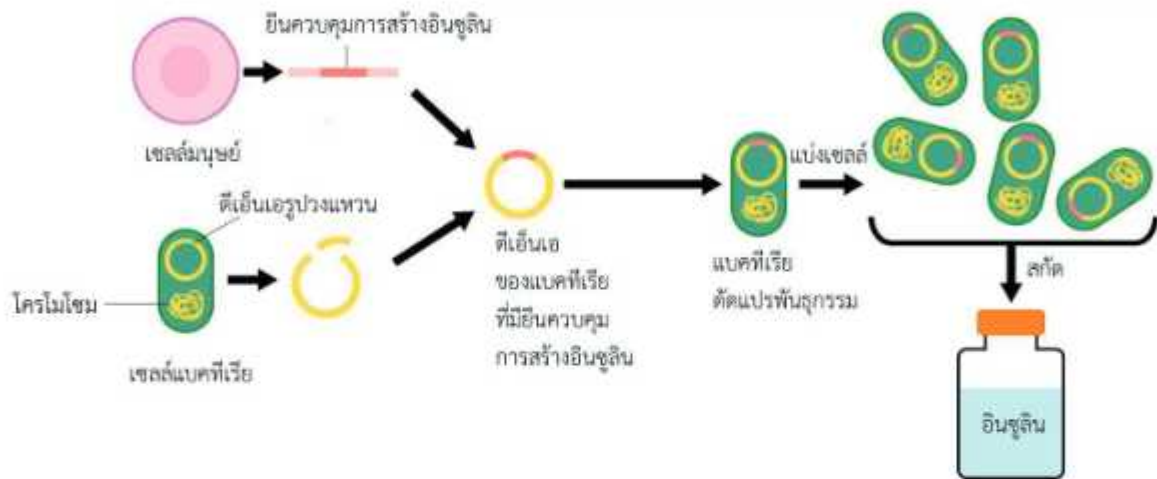 ยีนควบคุมการสร้างอินซูลิน
เซลล์มนุษย์
ดีเอ็นเอรูปวงแหวน
โครโมโซม
เซลล์แบคทีเรีย
ดีเอ็นเอ
ของแบคทีเรีย
ที่มียีนควบคุม
การสร้างอินซูลิน
แบคทีเรีย
ดัดแปรพันธุกรรม
แบ่งเซลล์
สกัด
อินซูลิน